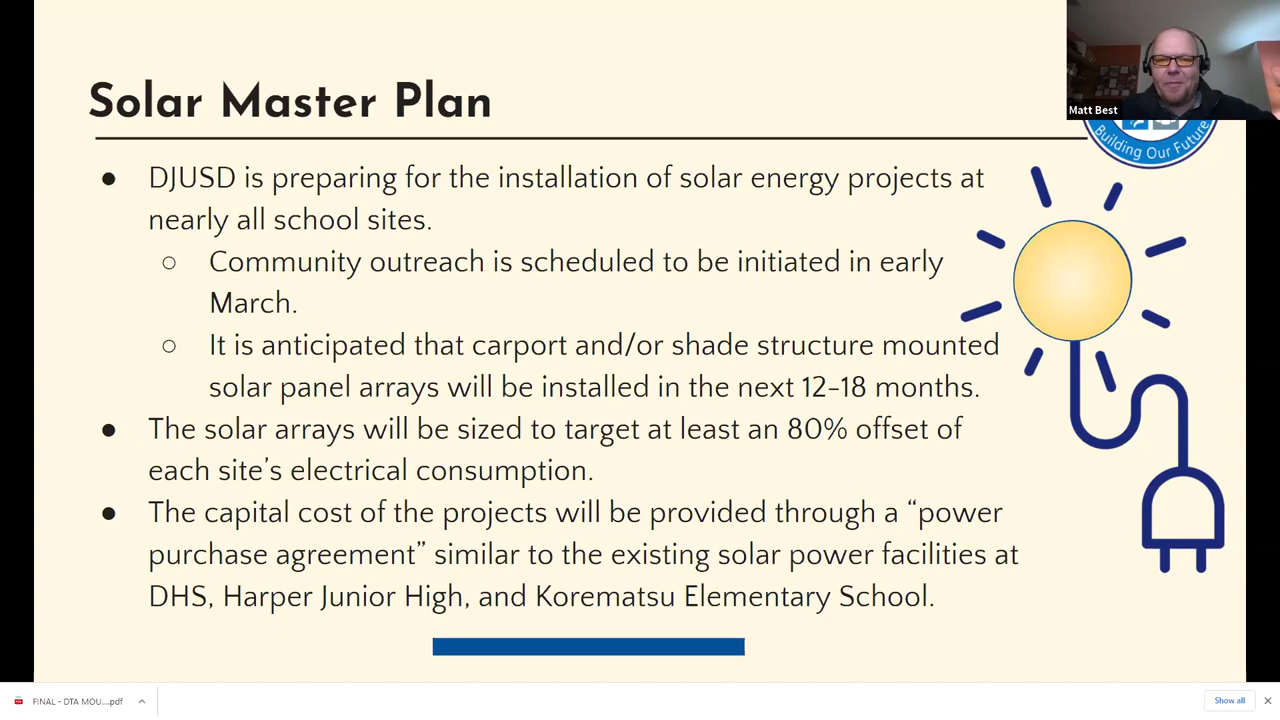 Solar Master Plan
Matt Best
Building Our Future
● DJUSD is preparing for the installation of solar energy projects at
nearly all school sites.
○ Community outreach is scheduled to be initiated in early
March.
○ It is anticipated that carport and/or shade structure mounted
solar panel arrays will be installed in the next 12-18 months.
● The solar arrays will be sized to target at least an 80% offset of
each site's electrical consumption.
● The capital cost of the projects will be provided through a “power
purchase agreement” similar to the existing solar power facilities at
DHS, Harper Junior High, and Korematsu Elementary School.
FINAL - DTA MOU....pdf
Show all